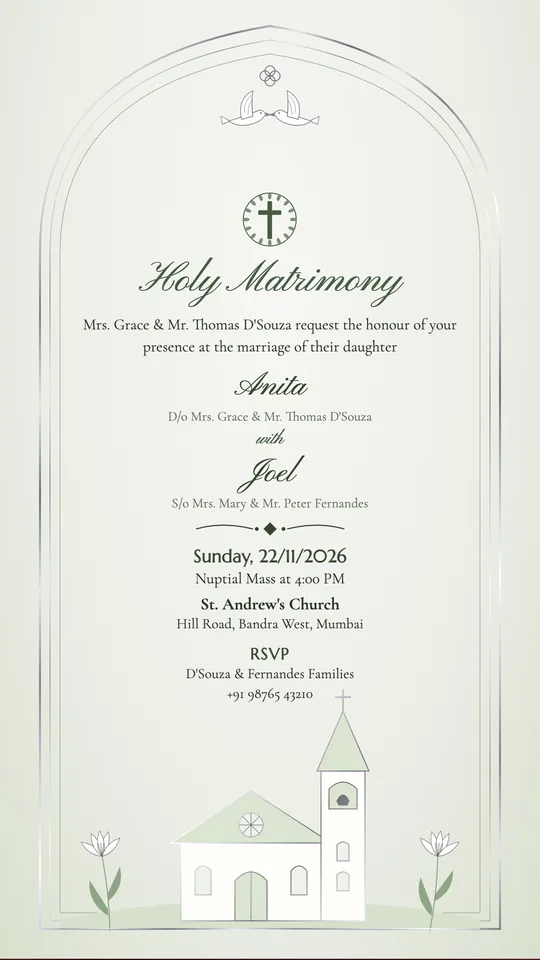 Holy Matrimony
Mrs. Grace & Mr. Thomas D'Souza request the honour of your
presence at the marriage of their daughter
Anita
D/o Mrs. Grace & Mr. Thomas D'Souza
with
Joel
S/o Mrs. Mary & Mr. Peter Fernandes
Sunday, 22/11/2026
Nuptial Mass at 4:00 PM
St. Andrew's Church
Hill Road, Bandra West, Mumbai
RSVP
D'Souza & Fernandes Families
+91 98765 43210